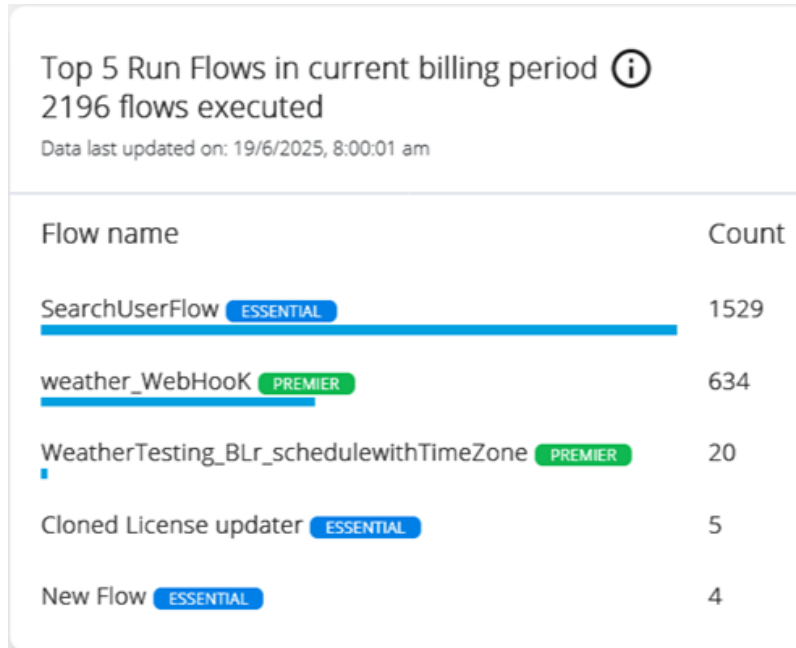 Top 5 Run Flows in current billing period
2196 flows executed
Data last updated on: 19/6/2025, 8:00:01 am
Flow name Count
SearchUserFlow ESSENTIAL 1529
weather_WebHooK PREMIER 634
WeatherTesting_BLr_schedulewithTimeZone PREMIER 20
Cloned License updater ESSENTIAL 5
New Flow ESSENTIAL 4